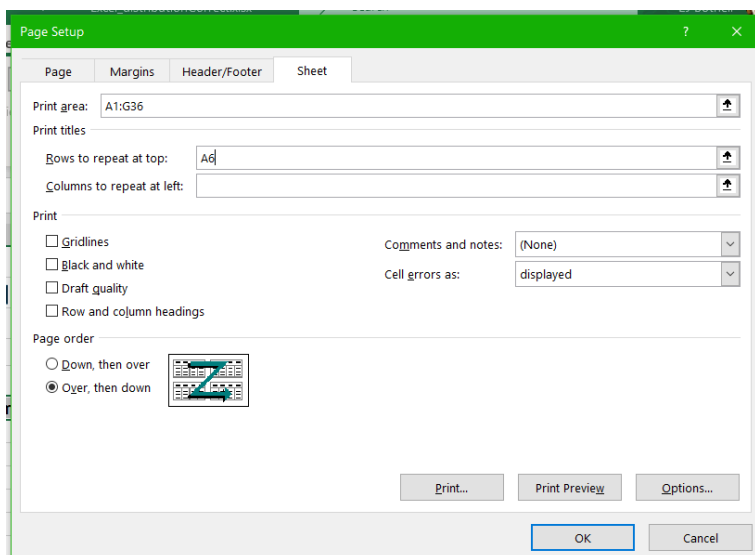 Page Setup ? ×
Page Margins Header/Footer Sheet
Print area: A1:G36
Print titles
Rows to repeat at top: A6
Columns to repeat at left:
Print
Gridlines
Comments and notes: (None)
Black and white
Cell errors as: displayed
Draft quality
Row and column headings
Page order
Down, then over
Over, then down
Print... Print Preview Options...
OK Cancel